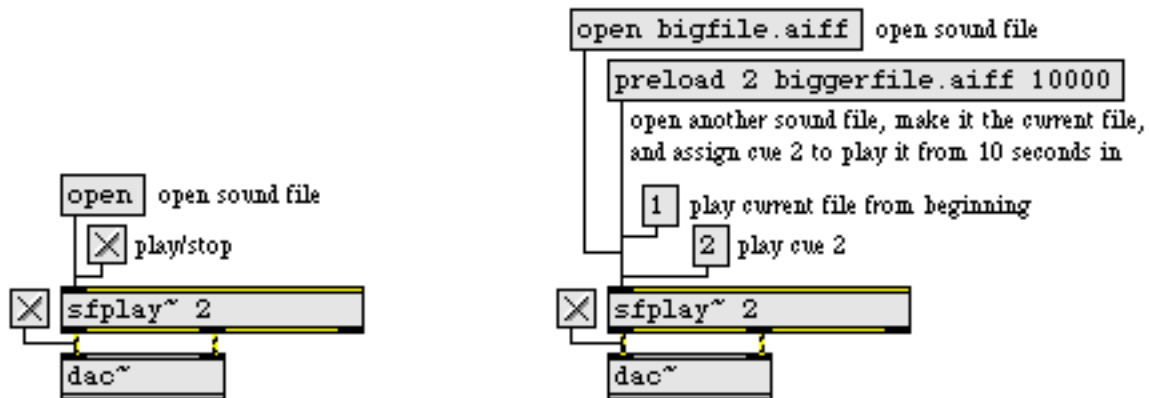 open open sound file
play/stop
sfplay~ 2
dac~
open bigfile.aiff open sound file
preload 2 biggerfile.aiff 10000
open another sound file, make it the current file,
and assign cue 2 to play it from 10 seconds in
1 play current file from beginning
2 play cue 2
sfplay~ 2
dac~